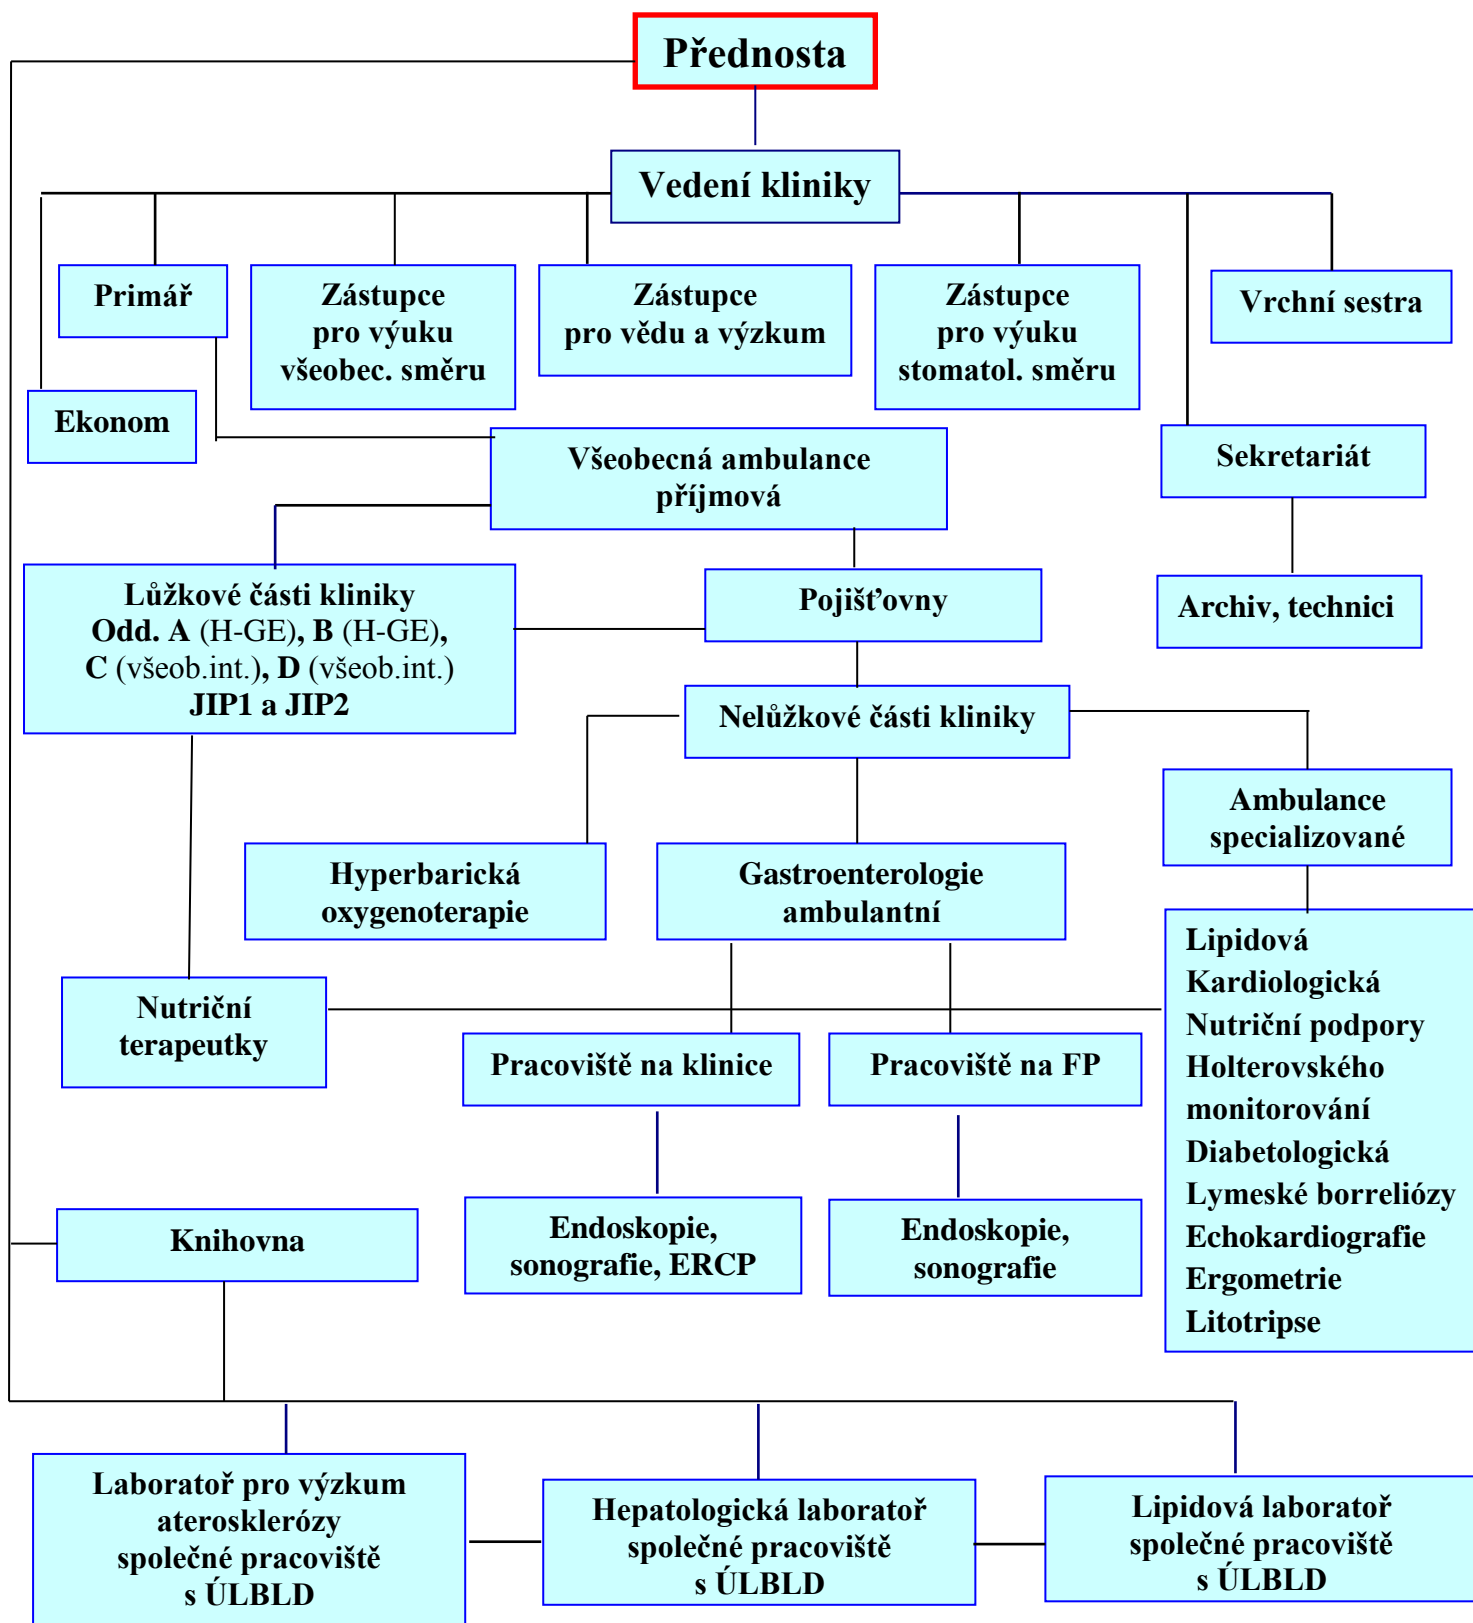 Přednosta
Vedení kliniky
Primář
Zástupce
pro výuku
všeobec. směru
Zástupce
pro vědu a výzkum
Zástupce
pro výuku
stomatol. směru
Vrchní sestra
Ekonom
Všeobecná ambulance
příjmová
Sekretariát
Lůžkové části kliniky
Odd. A (H-GE), B (H-GE),
C (všeob.int.), D (všeob.int.)
JIP1 a JIP2
Pojišťovny
Archiv, technici
Nelůžkové části kliniky
Ambulance
specializované
Hyperbarická
oxygenoterapie
Gastroenterologie
ambulantní
Lipidová
Kardiologická
Nutriční podpory
Holterovského
monitorování
Diabetologická
Lymeské borreliózy
Echokardiografie
Ergometrie
Litotripse
Nutriční
terapeutky
Pracoviště na klinice
Pracoviště na FP
Endoskopie,
sonografie, ERCP
Endoskopie,
sonografie
Knihovna
Laboratoř pro výzkum
aterosklerózy
společné pracoviště
s ÚLBLD
Hepatologická laboratoř
společné pracoviště
s ÚLBLD
Lipidová laboratoř
společné pracoviště
s ÚLBLD